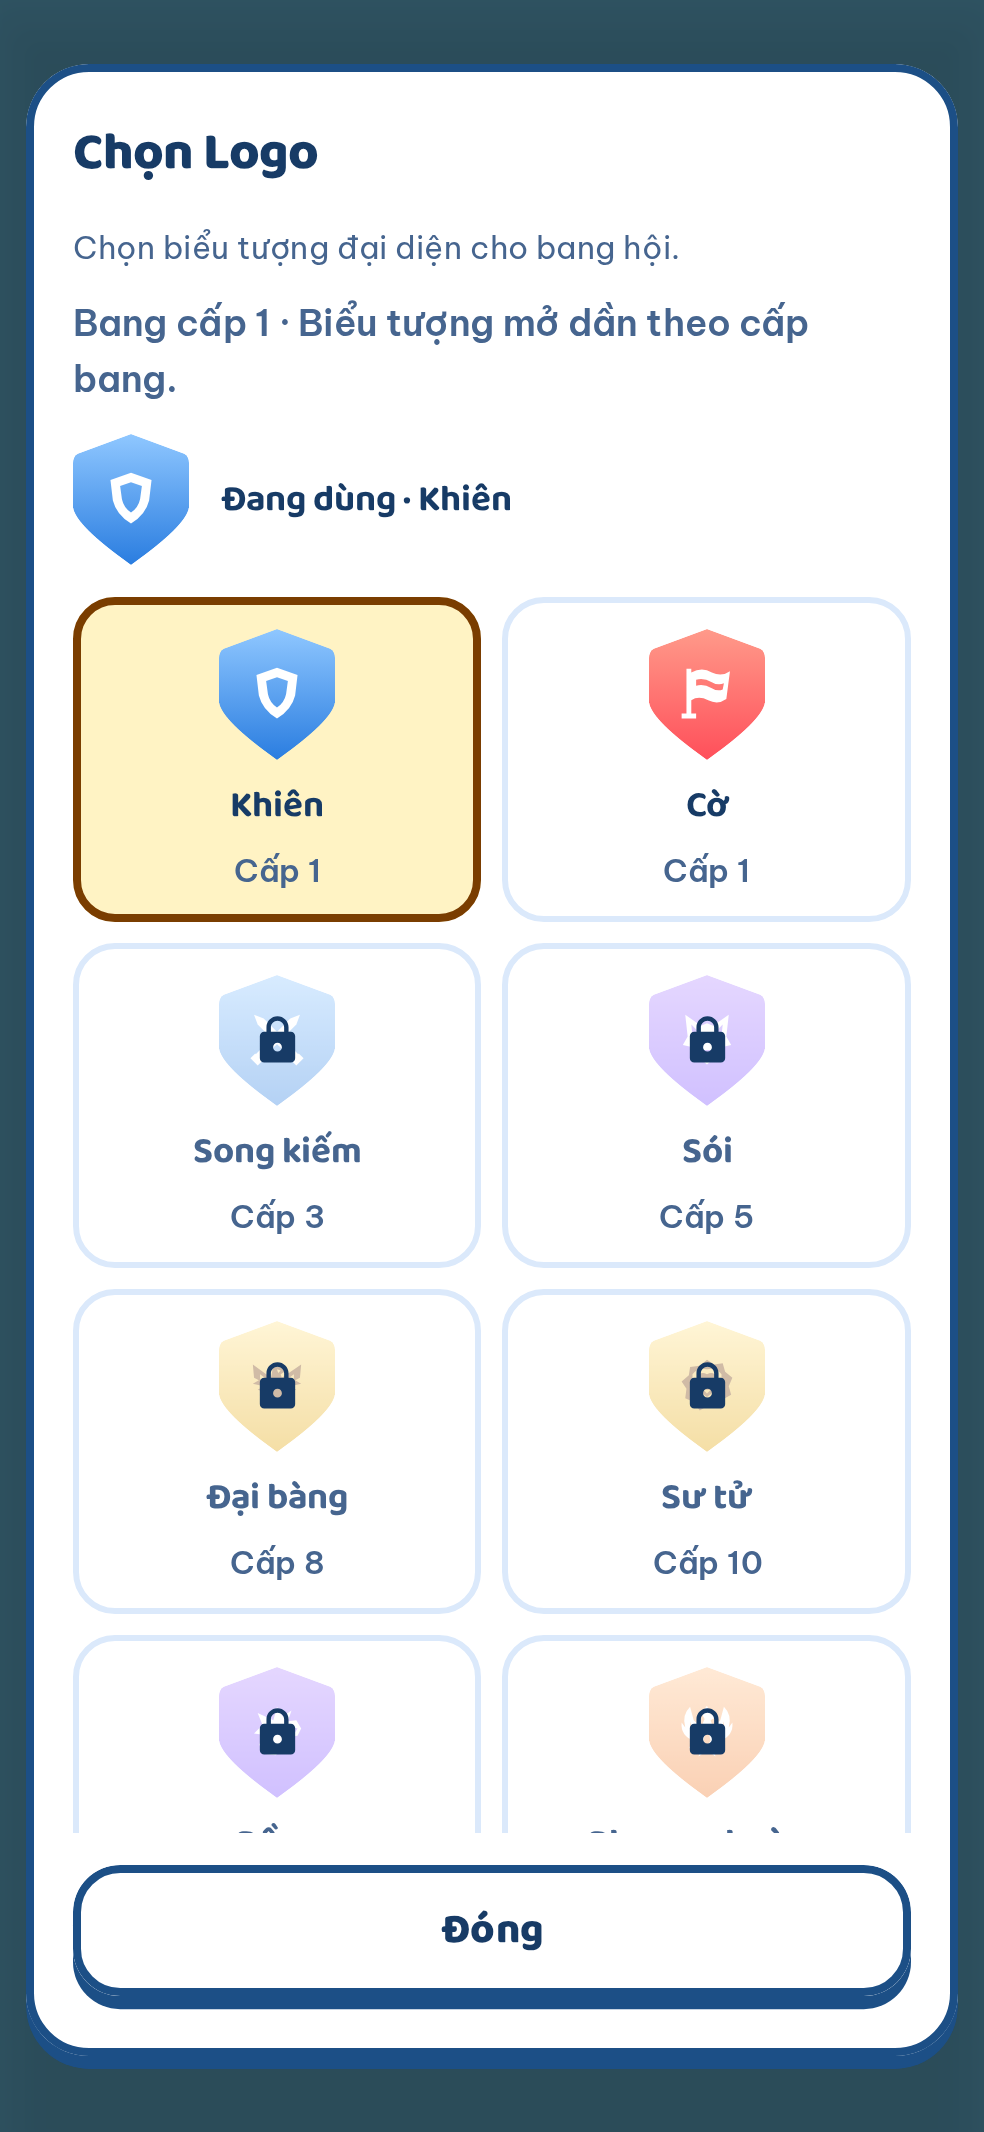 Chọn Logo
Chọn biểu tượng đại diện cho bang hội.
Bang cấp 1 · Biểu tượng mở dần theo cấp
bang.
Đang dùng · Khiên
Khiên
Cấp 1
Cờ
Cấp 1
Song kiếm
Cấp 3
Sói
Cấp 5
Đại bàng
Cấp 8
Sư tử
Cấp 10
Đóng